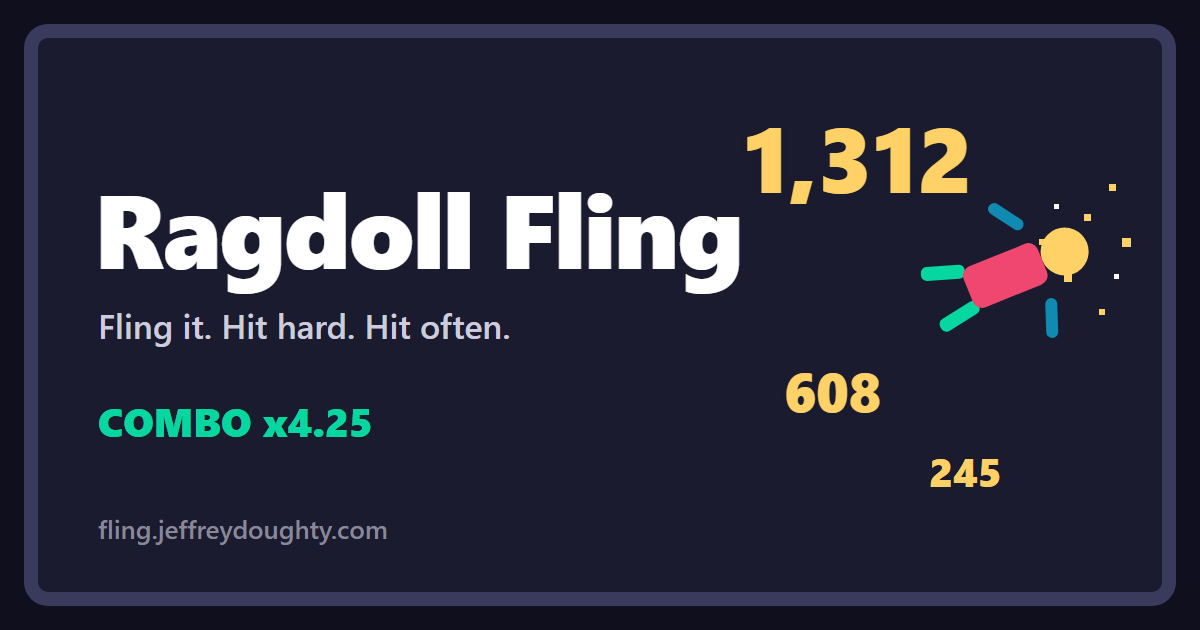 1,312
Ragdoll Fling
Fling it. Hit hard. Hit often.
608
COMBO x4.25
245
fling.jeffreydoughty.com